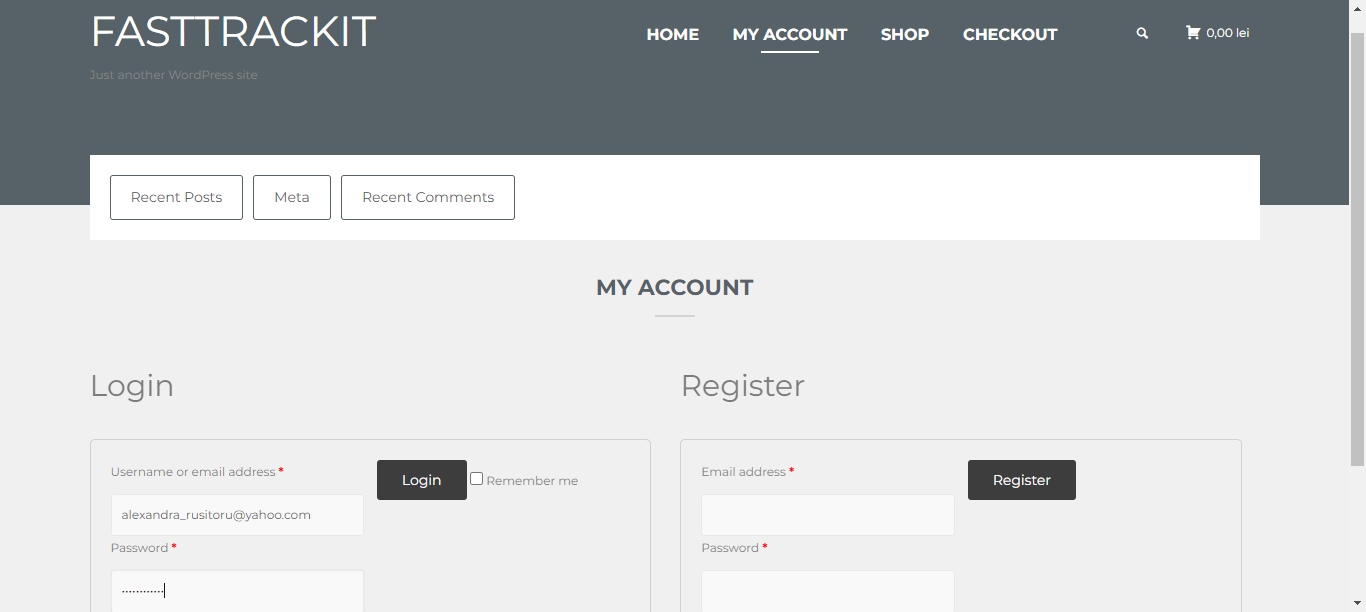 FASTTRACKIT
HOME MY ACCOUNT SHOP CHECKOUT 0,00 lei
Just another WordPress site
Recent Posts Meta Recent Comments
MY ACCOUNT
Login Register
Username or email address * Login Remember me
alexandra_rusitoru@yahoo.com
Password *
Email address * Register
Password *